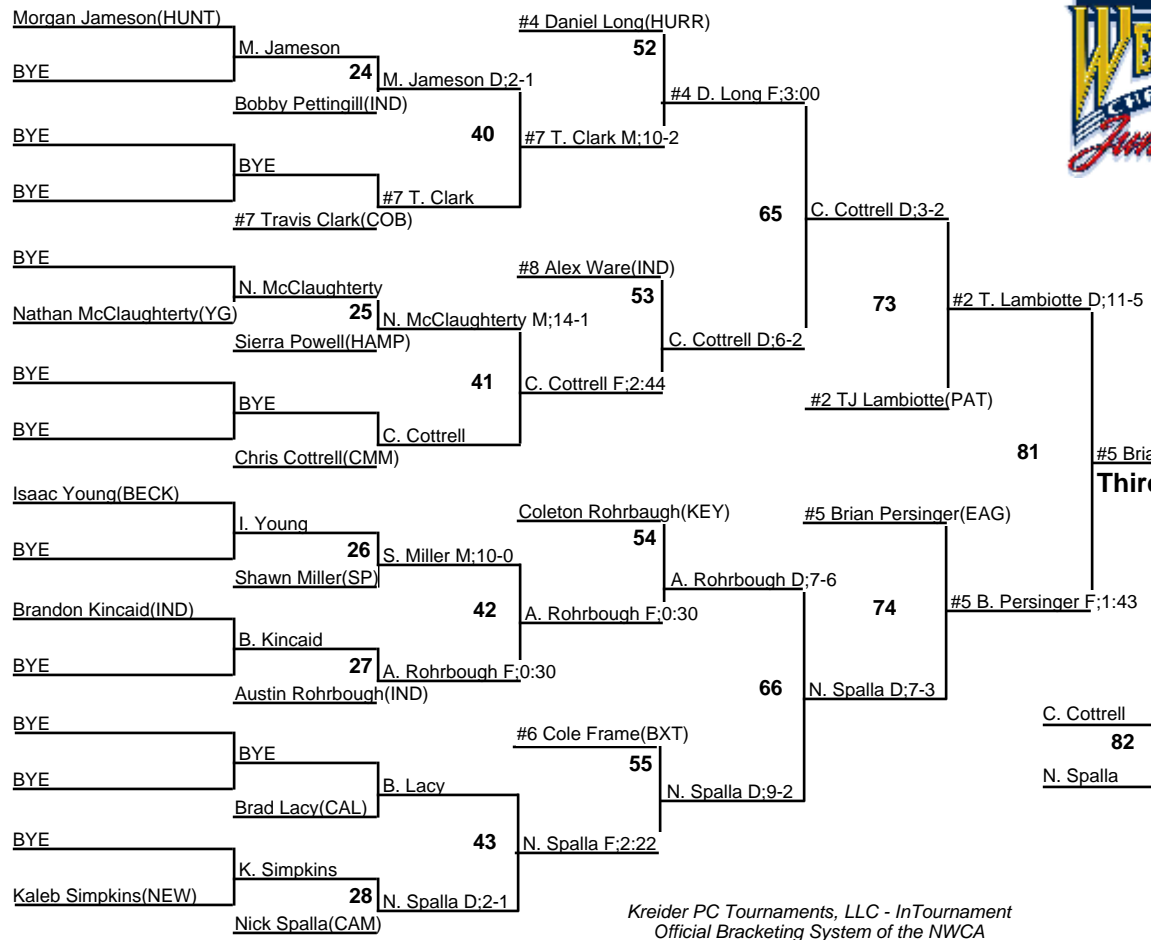 Morgan Jameson(HUNT)
BYE
M. Jameson
24
Bobby Pettingill(IND)
M. Jameson D;2-1
BYE
BYE
BYE
#7 Travis Clark(COB)
#7 T. Clark
40
#7 T. Clark M;10-2
#4 Daniel Long(HURR)
52
#4 D. Long F;3:00
BYE
Nathan McClaughterty(YG)
N. McClaughterty
25
Sierra Powell(HAMP)
N. McClaughterty M;14-1
BYE
BYE
BYE
Chris Cottrell(CMM)
C. Cottrell
41
C. Cottrell F;2:44
#8 Alex Ware(IND)
53
C. Cottrell D;6-2
65
C. Cottrell D;3-2
73
#2 TJ Lambiotte(PAT)
#2 T. Lambiotte D;11-5
Isaac Young(BECK)
BYE
I. Young
26
Shawn Miller(SP)
S. Miller M;10-0
Brandon Kincaid(IND)
BYE
B. Kincaid
27
Austin Rohrbough(IND)
A. Rohrbough F;0:30
42
A. Rohrbough F;0:30
Coleton Rohrbaugh(KEY)
54
A. Rohrbough D;7-6
BYE
BYE
BYE
Brad Lacy(CAL)
B. Lacy
BYE
Kaleb Simpkins(NEW)
K. Simpkins
28
Nick Spalla(CAM)
N. Spalla D;2-1
43
N. Spalla F;2:22
#6 Cole Frame(BXT)
55
N. Spalla D;9-2
66
N. Spalla D;7-3
#5 Brian Persinger(EAG)
74
#5 B. Persinger F;1:43
81
#5 Bria
Third
C. Cottrell
82
N. Spalla
Kreider PC Tournaments, LLC - InTournament
Official Bracketing System of the NWCA